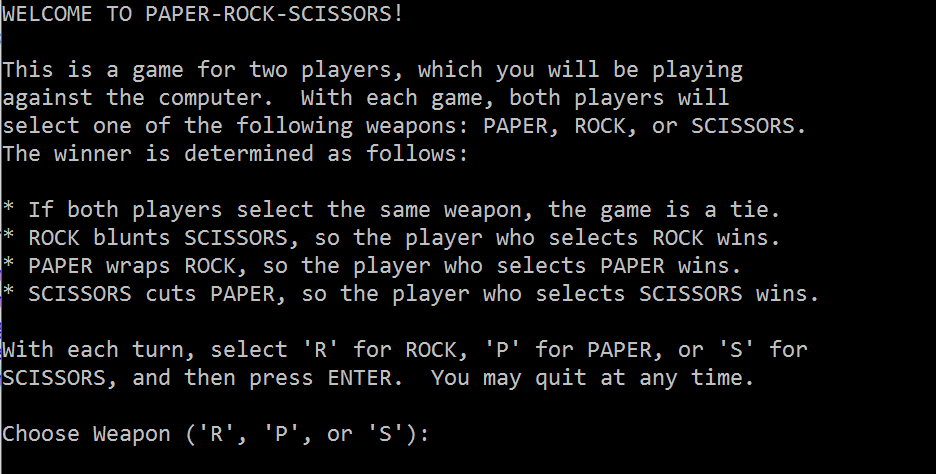 WELCOME TO PAPER-ROCK-SCISSORS!
This is a game for two players, which you will be playing
against the computer.  With each game, both players will
select one of the following weapons: PAPER, ROCK, or SCISSORS.
The winner is determined as follows:
* If both players select the same weapon, the game is a tie.
* ROCK blunts SCISSORS, so the player who selects ROCK wins.
* PAPER wraps ROCK, so the player who selects PAPER wins.
* SCISSORS cuts PAPER, so the player who selects SCISSORS wins.
With each turn, select 'R' for ROCK, 'P' for PAPER, or 'S' for
SCISSORS, and then press ENTER.  You may quit at any time.
Choose Weapon ('R', 'P', or 'S'):